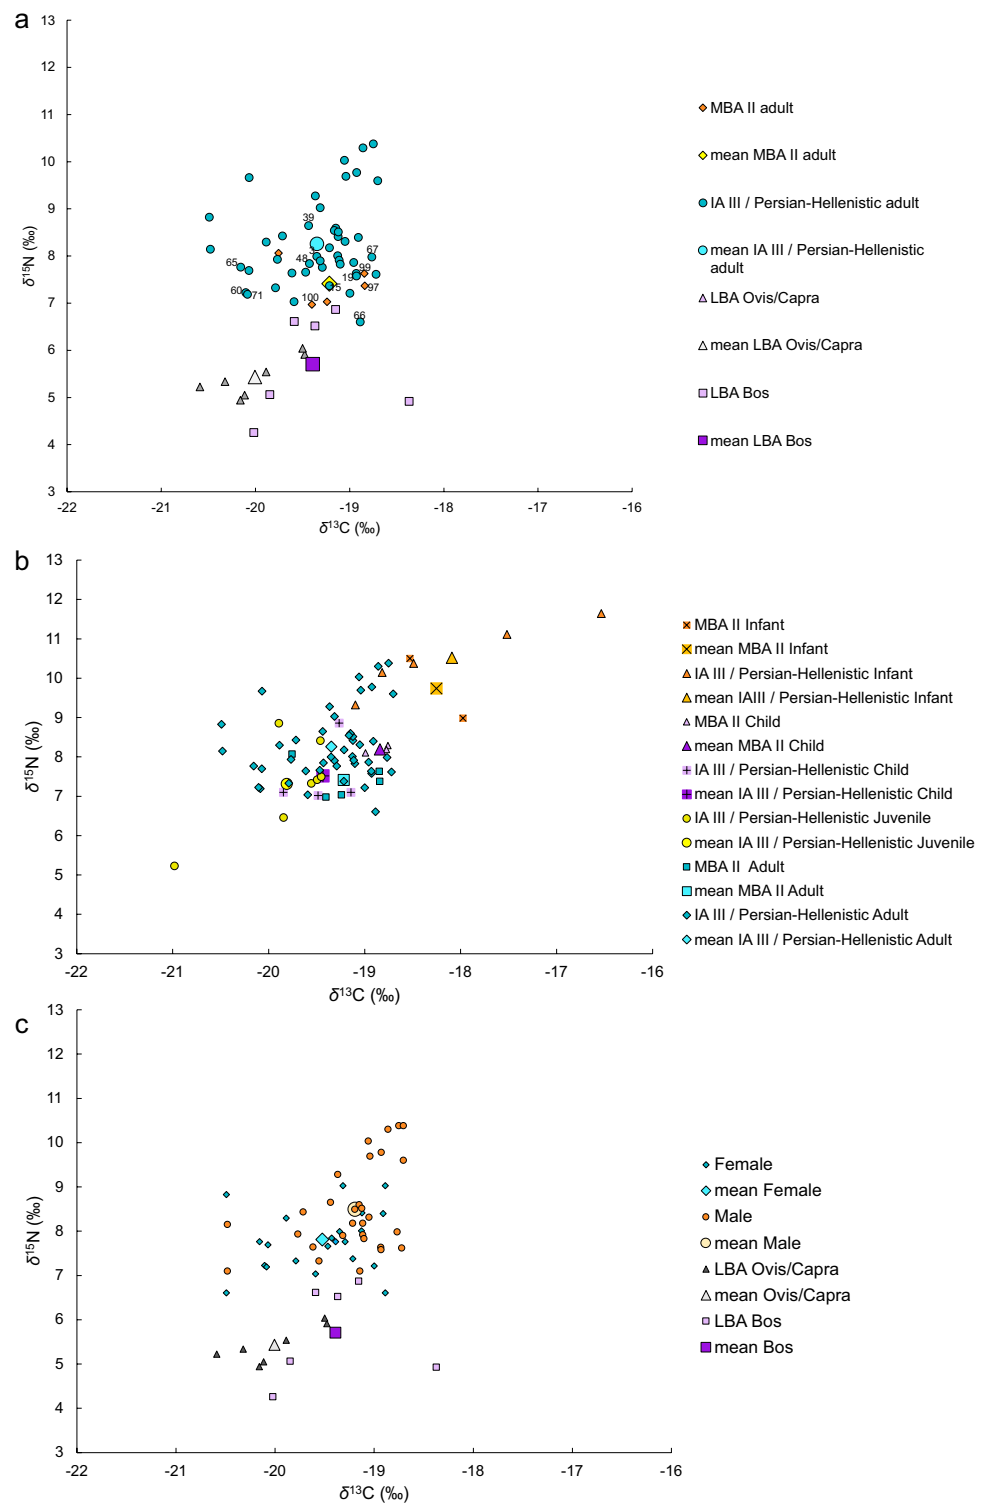 a
13
12
11
10
9
8
7
6
5
4
3
δ15N (‰)
39
3
67
65
48
19
99
60
71
15
97
100
66
-22
-21
-20
-19
-18
-17
-16
δ13C (‰)
MBA II adult
mean MBA II adult
IA III / Persian-Hellenistic adult
mean IA III / Persian-Hellenistic
adult
LBA Ovis/Capra
mean LBA Ovis/Capra
LBA Bos
mean LBA Bos
b
13
12
11
10
9
8
7
6
5
4
3
δ15N (‰)
-22
-21
-20
-19
-18
-17
-16
δ13C (‰)
MBA II Infant
mean MBA II Infant
IA III / Persian-Hellenistic Infant
mean IAIII / Persian-Hellenistic Infant
MBA II Child
mean MBA II Child
IA III / Persian-Hellenistic Child
mean IA III / Persian-Hellenistic Child
IA III / Persian-Hellenistic Juvenile
mean IA III / Persian-Hellenistic Juvenile
MBA II Adult
mean MBA II Adult
IA III / Persian-Hellenistic Adult
mean IA III / Persian-Hellenistic Adult
c
13
12
11
10
9
8
7
6
5
4
3
δ15N (‰)
-22
-21
-20
-19
-18
-17
-16
δ13C (‰)
Female
mean Female
Male
mean Male
LBA Ovis/Capra
mean Ovis/Capra
LBA Bos
mean Bos